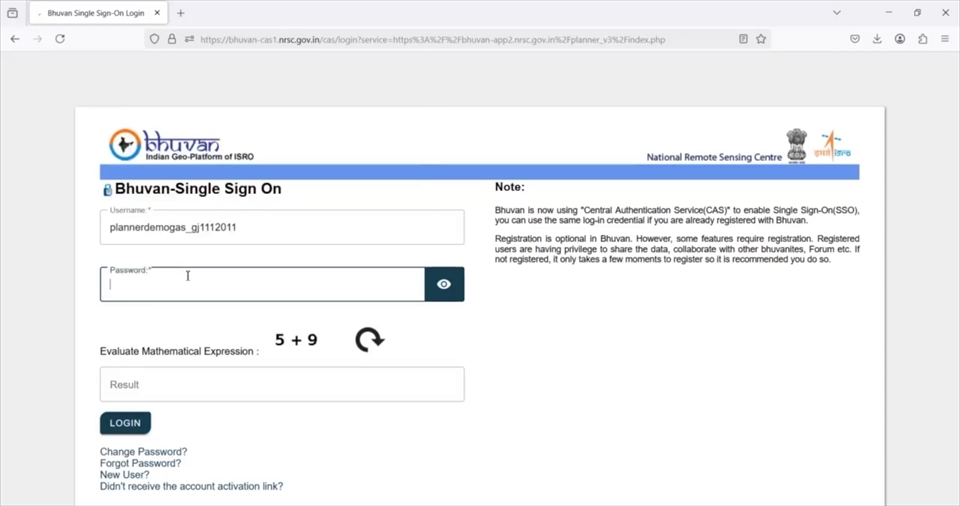 Bhuvan Single Sign-On Login
https://bhuvan-cas1.nrsc.gov.in/cas/login?service=https%3A%2F%2Fbhuvan-app2.nrsc.gov.in%2Fplanner_v3%2Findex.php
bhuvan
Indian Geo-Platform of ISRO
National Remote Sensing Centre
इसरो isro
Bhuvan-Single Sign On
Username:*
plannerdemogas_gj1112011
Password:*
Evaluate Mathematical Expression :
5 + 9
Result
LOGIN
Change Password?
Forgot Password?
New User?
Didn't receive the account activation link?
Note:
Bhuvan is now using "Central Authentication Service(CAS)" to enable Single Sign-On(SSO),
you can use the same log-in credential if you are already registered with Bhuvan.
Registration is optional in Bhuvan. However, some features require registration. Registered
users are having privilege to share the data, collaborate with other bhuvanites, Forum etc. If
not registered, it only takes a few moments to register so it is recommended you do so.